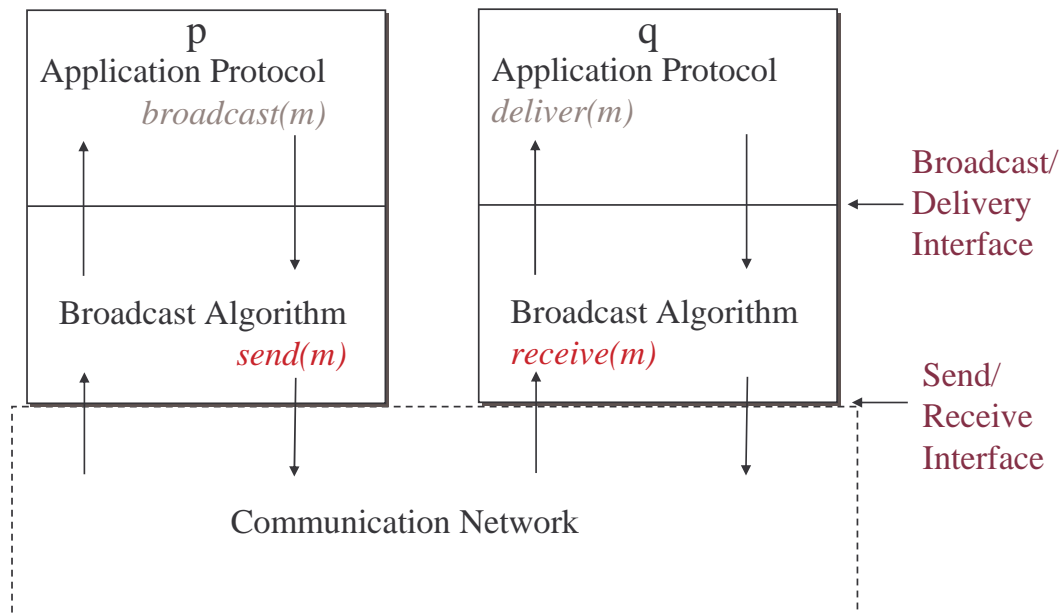 p
Application Protocol
broadcast(m)
q
Application Protocol
deliver(m)
Broadcast/
Delivery
Interface
Broadcast Algorithm
send(m)
Broadcast Algorithm
receive(m)
Send/
Receive
Interface
Communication Network